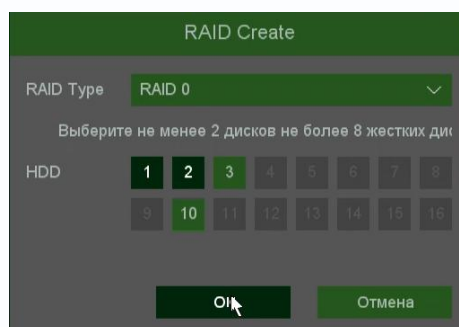 RAID Create
RAID Type RAID 0
Выберите не менее 2 дисков не более 8 жестких дис
HDD 1 2 3 4 5 6 7 8
9 10 11 12 13 14 15 16
OK Отмена